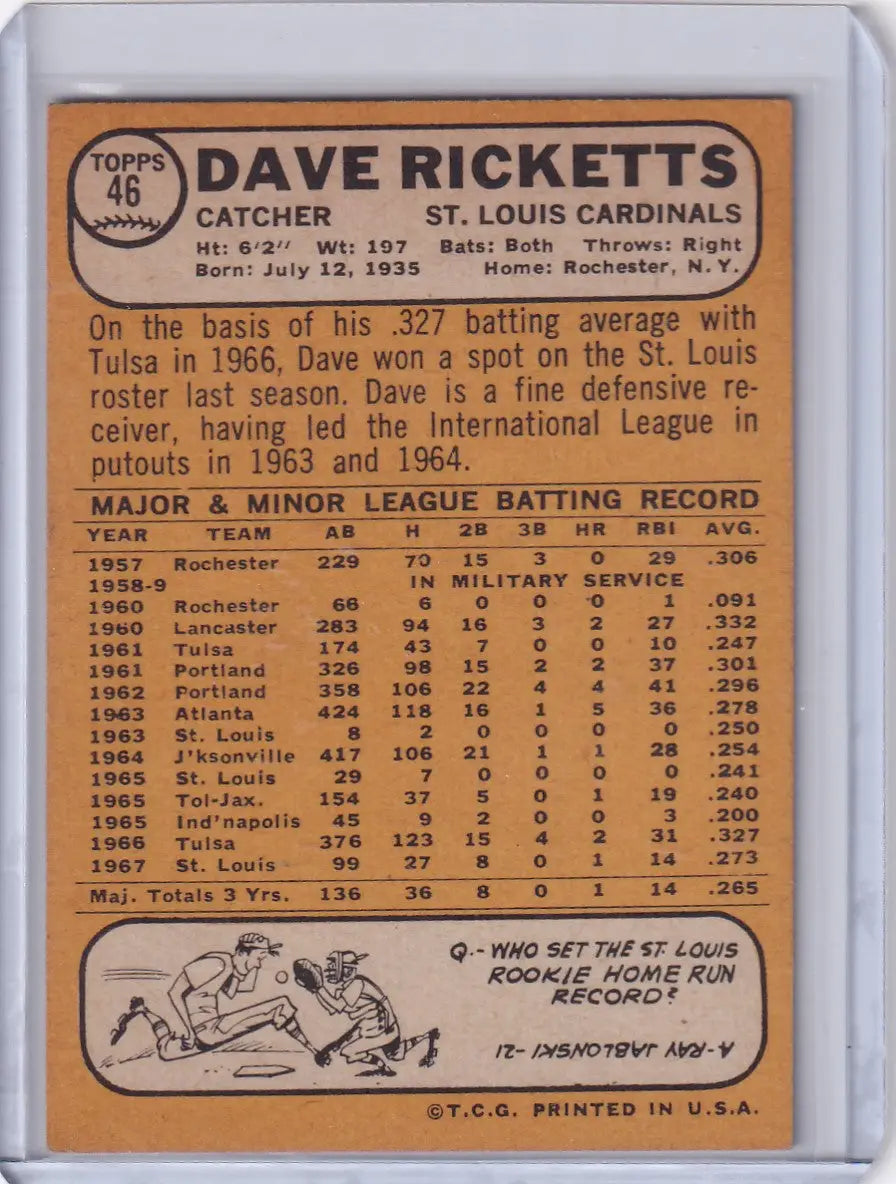 TOPPS
46
DAVE RICKETTS
CATCHER ST. LOUIS CARDINALS
Ht: 6'2" Wt: 197 Bats: Both Throws: Right
Born: July 12, 1935 Home: Rochester, N.Y.
On the basis of his .327 batting average with
Tulsa in 1966, Dave won a spot on the St. Louis
roster last season. Dave is a fine defensive re-
ceiver, having led the International League in
putouts in 1963 and 1964.
MAJOR & MINOR LEAGUE BATTING RECORD
YEAR TEAM AB H 2B 3B HR RBI AVG.
1957 Rochester 229 70 15 3 0 29 .306
1958-9 IN MILITARY SERVICE
1960 Rochester 66 6 0 0 0 1 .091
1960 Lancaster 283 94 16 3 2 27 .332
1961 Tulsa 174 43 7 0 0 10 .247
1961 Portland 326 98 15 2 2 37 .301
1962 Portland 358 106 22 4 4 41 .296
1963 Atlanta 424 118 16 1 5 36 .278
1963 St. Louis 8 2 0 0 0 0 .250
1964 J'ksonville 417 106 21 1 1 28 .254
1965 St. Louis 29 7 0 0 0 0 .241
1965 Tol-Jax. 154 37 5 0 1 19 .240
1965 Ind'napolis 45 9 2 0 0 3 .200
1966 Tulsa 376 123 15 4 2 31 .327
1967 St. Louis 99 27 8 0 1 14 .273
Maj. Totals 3 Yrs. 136 36 8 0 1 14 .265
Q.- WHO SET THE ST. LOUIS
ROOKIE HOME RUN
RECORD?
A-RAY JABLONSKI-21
©T.C.G. PRINTED IN U.S.A.